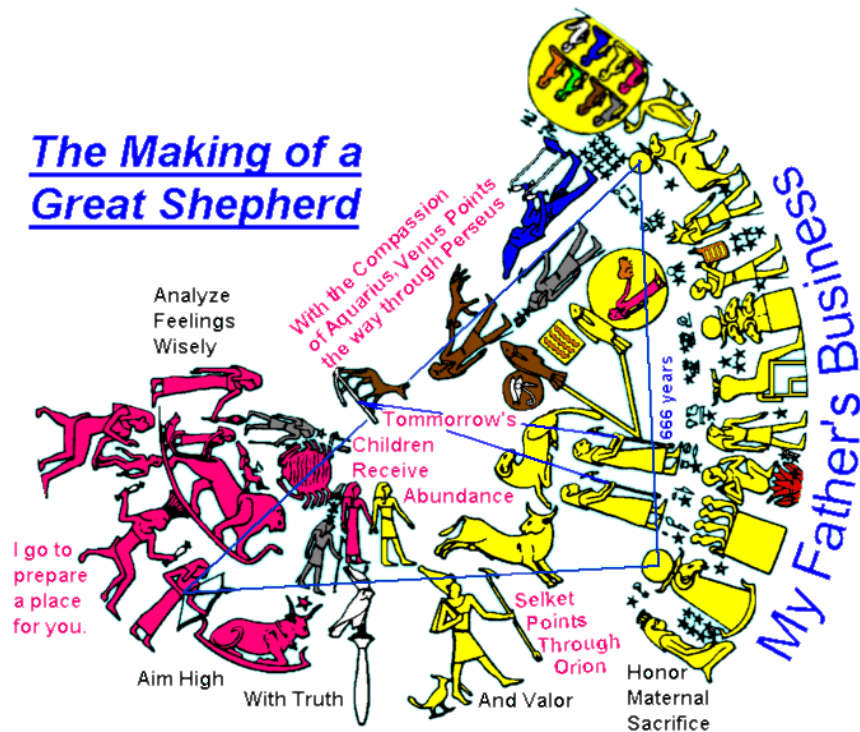 The Making of a
Great Shepherd
With the Compassion
of Aquarius, Venus Points
the way through Perseus
My Father's Business
Analyze
Feelings
Wisely
666 years
Tommorrow's
Children
Receive
Abundance
I go to
prepare
a place
for you.
Selket
Points
Through
Orion
Aim High
With Truth
And Valor
Honor
Maternal
Sacrifice